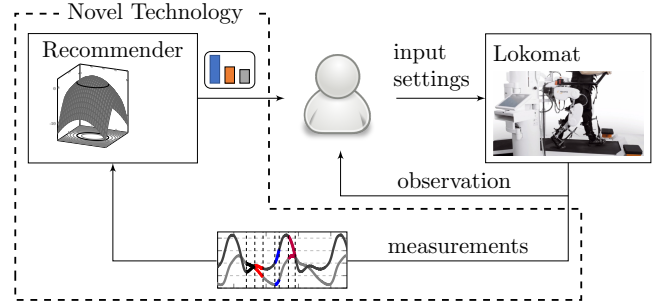 Novel Technology
Recommender
input
settings
Lokomat
observation
measurements